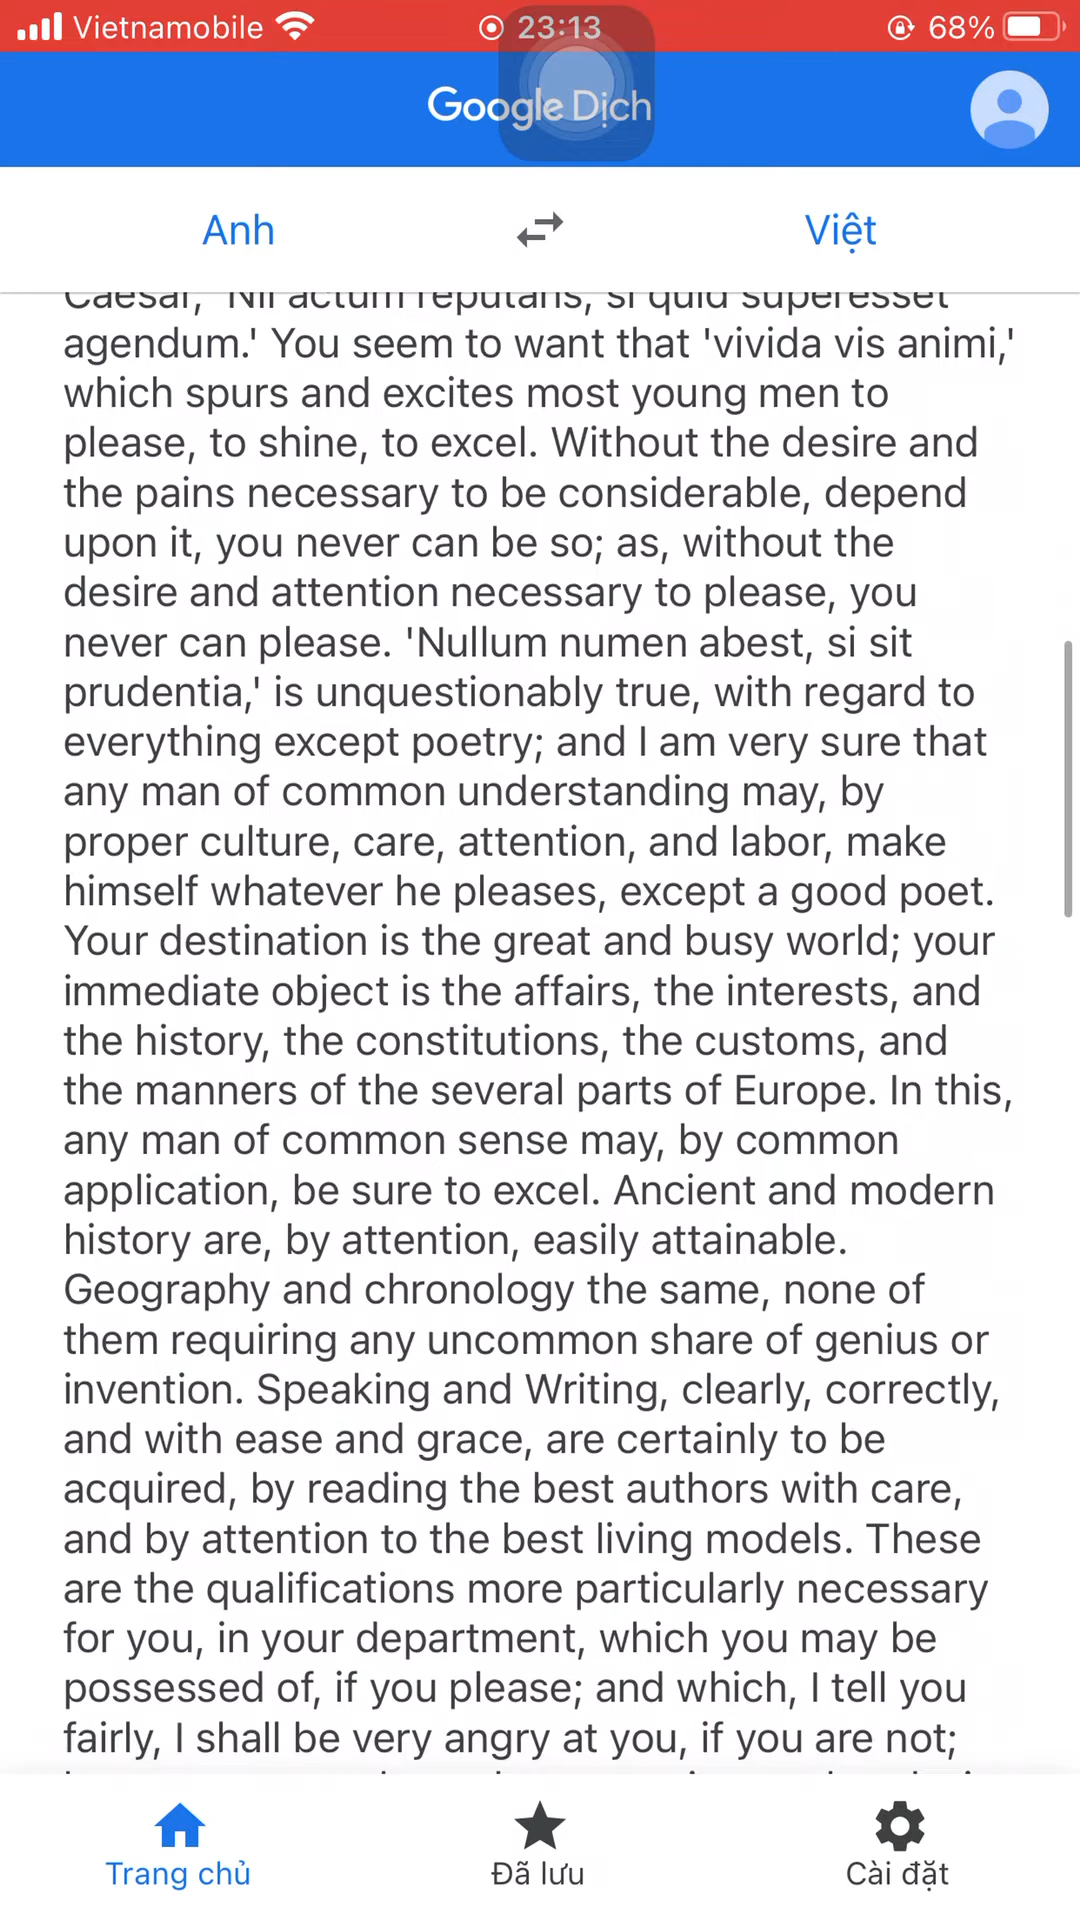 Vietnamobile 23:13 68%
Google Dịch
Anh Việt
Caesar, 'Nil actum reputans, si quid superesset
agendum.' You seem to want that 'vivida vis animi,'
which spurs and excites most young men to
please, to shine, to excel. Without the desire and
the pains necessary to be considerable, depend
upon it, you never can be so; as, without the
desire and attention necessary to please, you
never can please. 'Nullum numen abest, si sit
prudentia,' is unquestionably true, with regard to
everything except poetry; and I am very sure that
any man of common understanding may, by
proper culture, care, attention, and labor, make
himself whatever he pleases, except a good poet.
Your destination is the great and busy world; your
immediate object is the affairs, the interests, and
the history, the constitutions, the customs, and
the manners of the several parts of Europe. In this,
any man of common sense may, by common
application, be sure to excel. Ancient and modern
history are, by attention, easily attainable.
Geography and chronology the same, none of
them requiring any uncommon share of genius or
invention. Speaking and Writing, clearly, correctly,
and with ease and grace, are certainly to be
acquired, by reading the best authors with care,
and by attention to the best living models. These
are the qualifications more particularly necessary
for you, in your department, which you may be
possessed of, if you please; and which, I tell you
fairly, I shall be very angry at you, if you are not;
Trang chủ Đã lưu Cài đặt